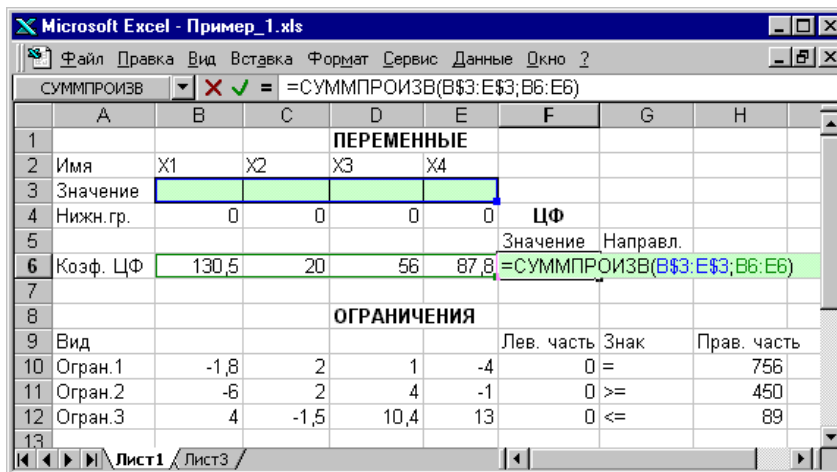 Microsoft Excel - Пример_1.xls
Файл Правка Вид Вставка Формат Сервис Данные Окно ?
СУММПРОИЗВ = =СУММПРОИЗВ(B$3:E$3;B6:E6)
A B C D E F G H
1 ПЕРЕМЕННЫЕ
2 Имя X1 X2 X3 X4
3 Значение
4 Нижн.гр. 0 0 0 0 ЦФ
5 Значение Направл.
6 Коэф. ЦФ 130,5 20 56 87,8 =СУММПРОИЗВ(B$3:E$3;B6:E6)
7
8 ОГРАНИЧЕНИЯ
9 Вид Лев. часть Знак Прав. часть
10 Огран.1 -1,8 2 1 -4 0 = 756
11 Огран.2 -6 2 4 -1 0 >= 450
12 Огран.3 4 -1,5 10,4 13 0 <= 89
13
Лист1 Лист3